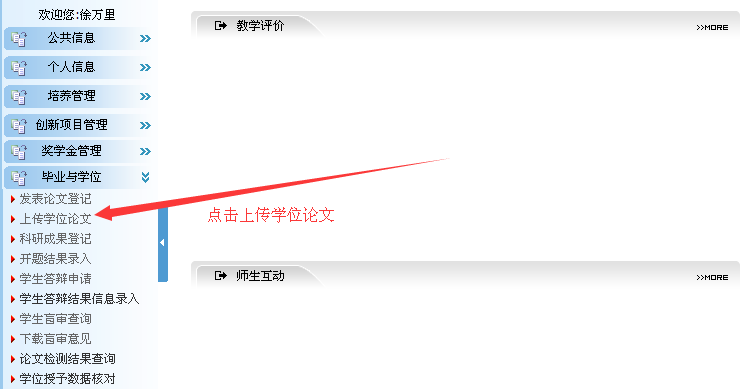 欢迎您:徐万里
公共信息
个人信息
培养管理
创新项目管理
奖学金管理
毕业与学位
发表论文登记
上传学位论文
科研成果登记
开题结果录入
学生答辩申请
学生答辩结果信息录入
学生盲审查询
下载盲审意见
论文检测结果查询
学位授予数据核对
教学评价
>>MORE
点击上传学位论文
师生互动
>>MORE